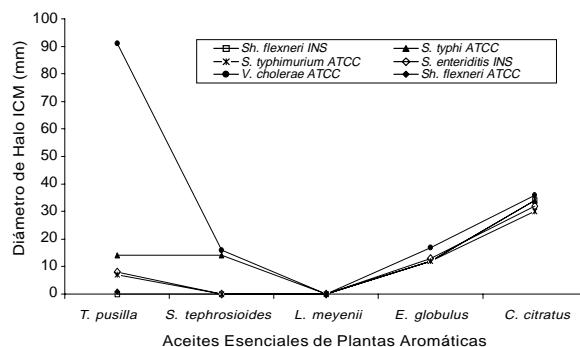 100
90
80
70
60
50
40
30
20
10
0
Diámetro de Halo ICM (mm)
Sh. flexneri INS
S. typhi ATCC
S. typhimurium ATCC
S. enteriditis INS
V. cholerae ATCC
Sh. flexneri ATCC
T. pusilla
S. tephrosioides
L. meyenii
E. globulus
C. citratus
Aceites Esenciales de Plantas Aromáticas